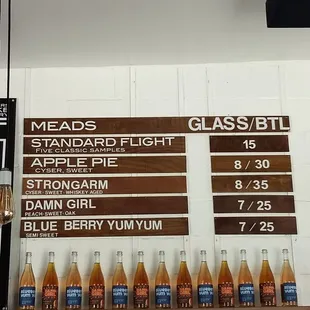 MEADS GLASS/BTL
STANDARD FLIGHT 15
FIVE CLASSIC SAMPLES
APPLE PIE 8/30
CYSER, SWEET
STRONGARM 8/35
CYSER·SWEET·WHISKEY AGED
DAMN GIRL 7/25
PEACH·SWEET·OAK
BLUE BERRY YUM YUM 7/25
SEMI SWEET